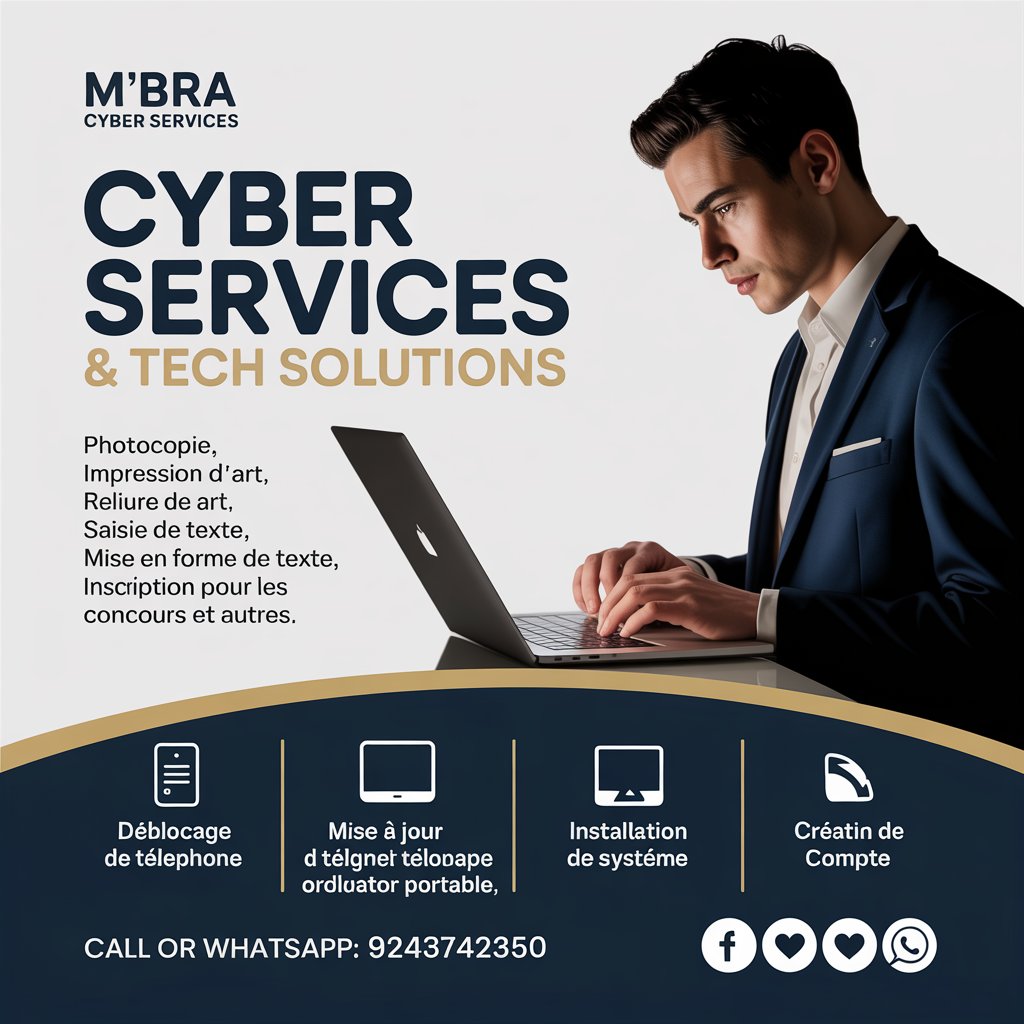 M'BRA
CYBER SERVICES
CYBER
SERVICES
& TECH SOLUTIONS
Photocopie,
Impression d'art,
Reliure de art,
Saisie de texte,
Mise en forme de texte,
Inscription pour les
concours et autres.
Déblocage
de télephone
Mise à jour
d télgnet téloɒape
ordluator portable,
Installation
de systéme
Créatin de
Compte
CALL OR WHATSAPP: 9243742350